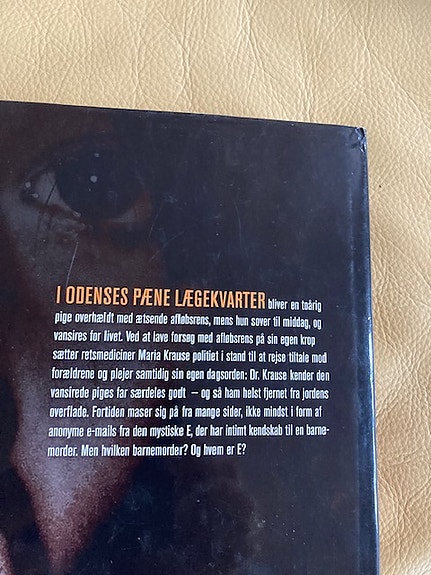 I ODENSES PÆNE LÆGEKVARTER bliver en toårig
pige overhældt med ætsende afløbsrens, mens hun sover til middag, og
vansires for livet. Ved at lave forsøg med afløbsrens på sin egen krop
sætter retsmediciner Maria Krause politiet i stand til at rejse tiltale mod
forældrene og plejer samtidig sin egen dagsorden: Dr. Krause kender den
vansirede piges far særdeles godt – og så ham helst fjernet fra jordens
overflade. Fortiden maser sig på fra mange sider, ikke mindst i form af
anonyme e-mails fra den mystiske E, der har intimt kendskab til en barne-
morder. Men hvilken barnemorder? Og hvem er E?